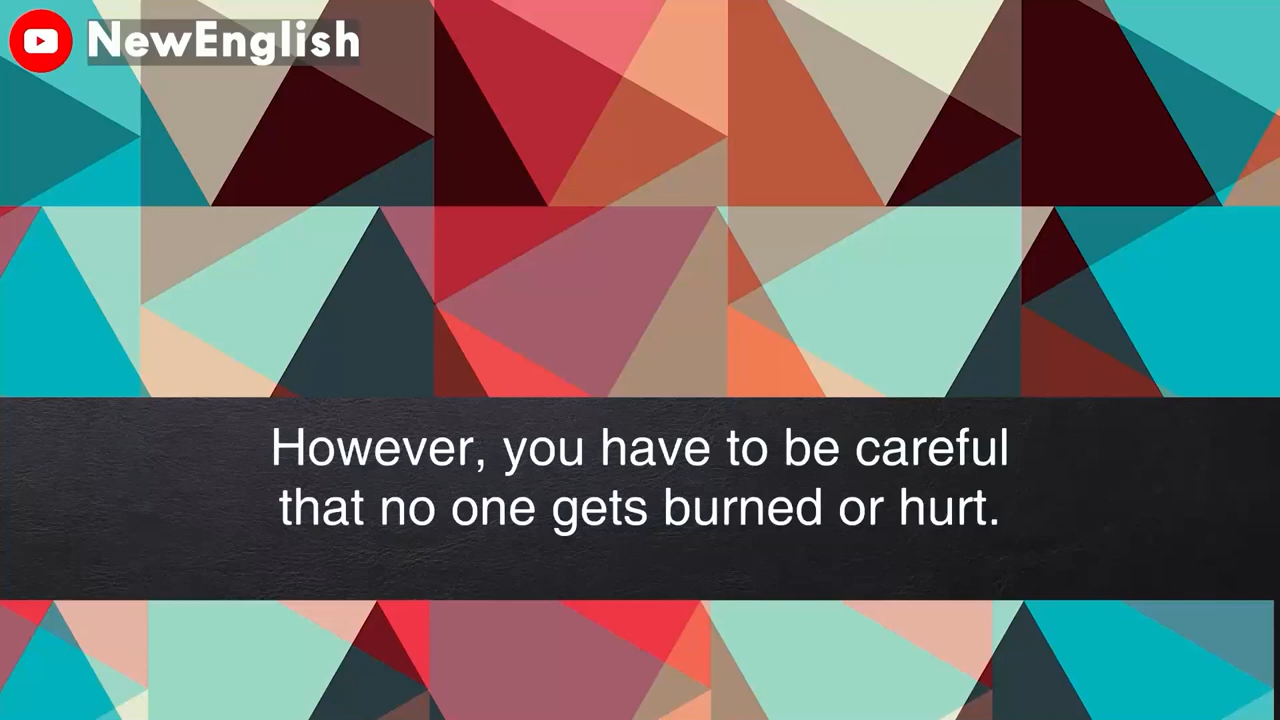 NewEnglish
However, you have to be careful
that no one gets burned or hurt.